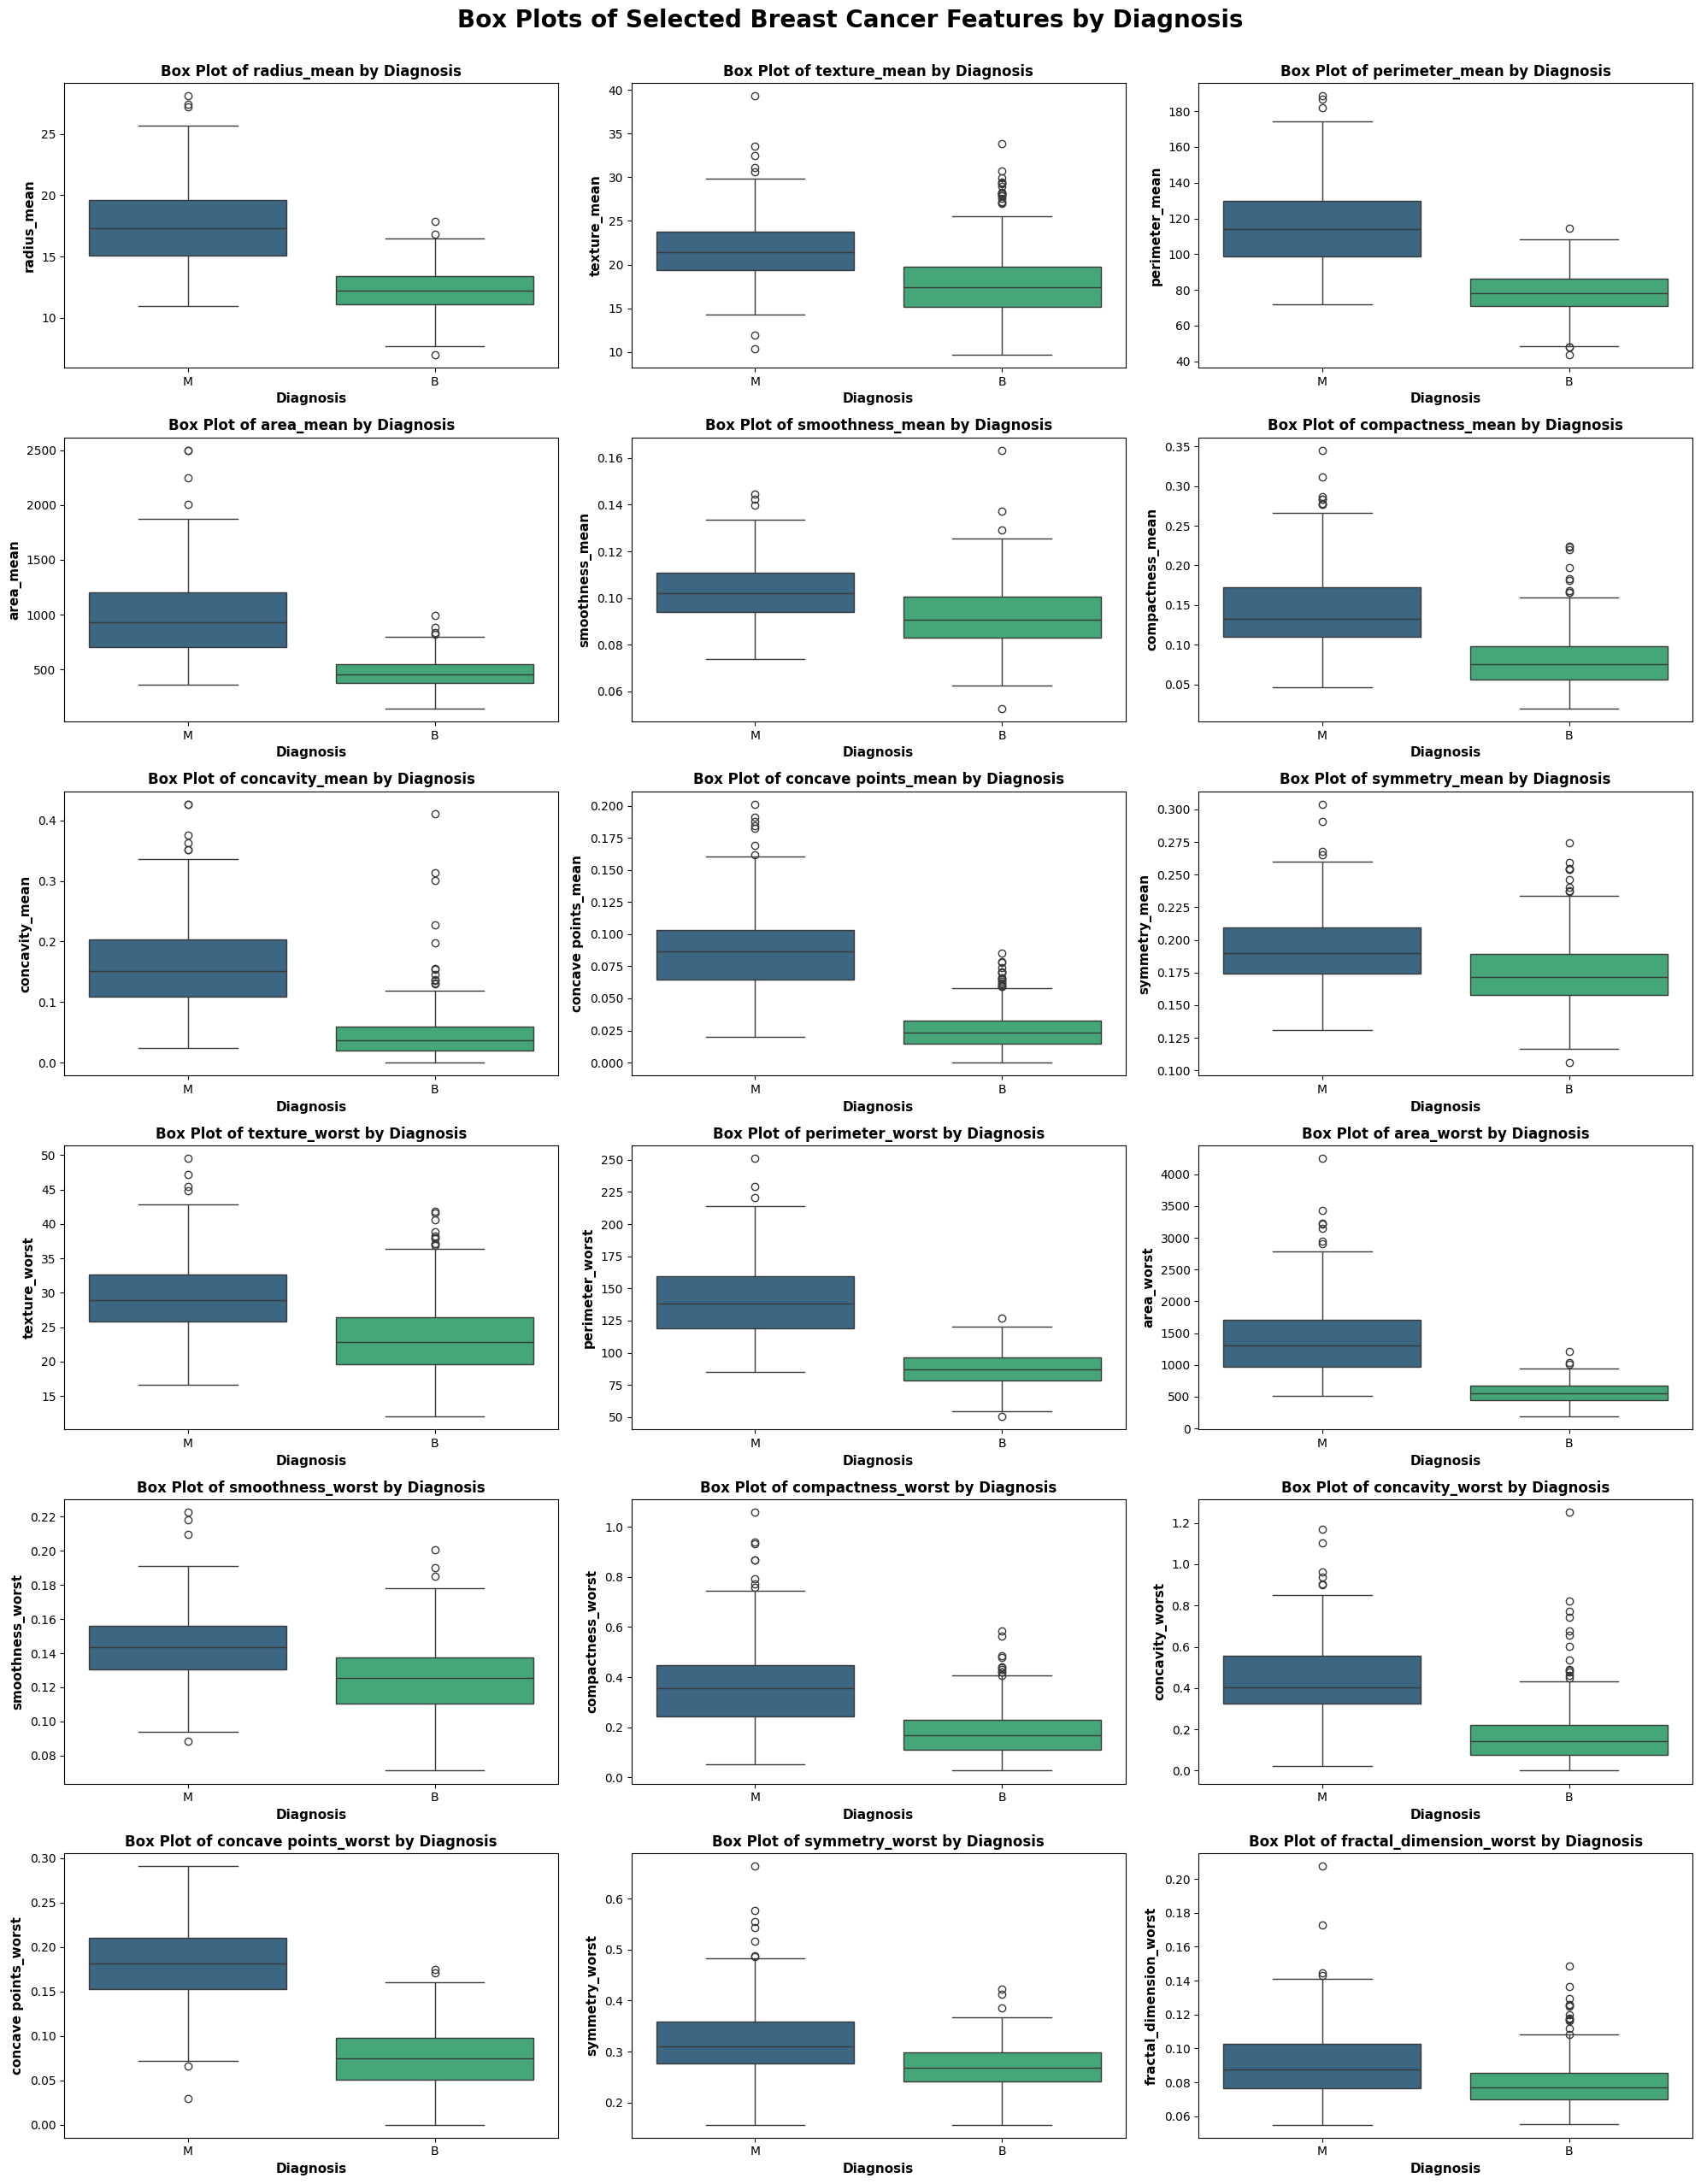 Box Plots of Selected Breast Cancer Features by Diagnosis
Box Plot of radius_mean by Diagnosis
radius_mean
25
20
15
10
M
B
Diagnosis
Box Plot of texture_mean by Diagnosis
texture_mean
40
35
30
25
20
15
10
M
B
Diagnosis
Box Plot of perimeter_mean by Diagnosis
perimeter_mean
180
160
140
120
100
80
60
40
M
B
Diagnosis
Box Plot of area_mean by Diagnosis
area_mean
2500
2000
1500
1000
500
M
B
Diagnosis
Box Plot of smoothness_mean by Diagnosis
smoothness_mean
0.16
0.14
0.12
0.10
0.08
0.06
M
B
Diagnosis
Box Plot of compactness_mean by Diagnosis
compactness_mean
0.35
0.30
0.25
0.20
0.15
0.10
0.05
M
B
Diagnosis
Box Plot of concavity_mean by Diagnosis
concavity_mean
0.4
0.3
0.2
0.1
0.0
M
B
Diagnosis
Box Plot of concave points_mean by Diagnosis
concave points_mean
0.200
0.175
0.150
0.125
0.100
0.075
0.050
0.025
0.000
M
B
Diagnosis
Box Plot of symmetry_mean by Diagnosis
symmetry_mean
0.300
0.275
0.250
0.225
0.200
0.175
0.150
0.125
0.100
M
B
Diagnosis
Box Plot of texture_worst by Diagnosis
texture_worst
50
45
40
35
30
25
20
15
M
B
Diagnosis
Box Plot of perimeter_worst by Diagnosis
perimeter_worst
250
225
200
175
150
125
100
75
50
M
B
Diagnosis
Box Plot of area_worst by Diagnosis
area_worst
4000
3500
3000
2500
2000
1500
1000
500
0
M
B
Diagnosis
Box Plot of smoothness_worst by Diagnosis
smoothness_worst
0.22
0.20
0.18
0.16
0.14
0.12
0.10
0.08
M
B
Diagnosis
Box Plot of compactness_worst by Diagnosis
compactness_worst
1.0
0.8
0.6
0.4
0.2
0.0
M
B
Diagnosis
Box Plot of concavity_worst by Diagnosis
concavity_worst
1.2
1.0
0.8
0.6
0.4
0.2
0.0
M
B
Diagnosis
Box Plot of concave points_worst by Diagnosis
concave points_worst
0.30
0.25
0.20
0.15
0.10
0.05
0.00
M
B
Diagnosis
Box Plot of symmetry_worst by Diagnosis
symmetry_worst
0.6
0.5
0.4
0.3
0.2
M
B
Diagnosis
Box Plot of fractal_dimension_worst by Diagnosis
fractal_dimension_worst
0.20
0.18
0.16
0.14
0.12
0.10
0.08
0.06
M
B
Diagnosis